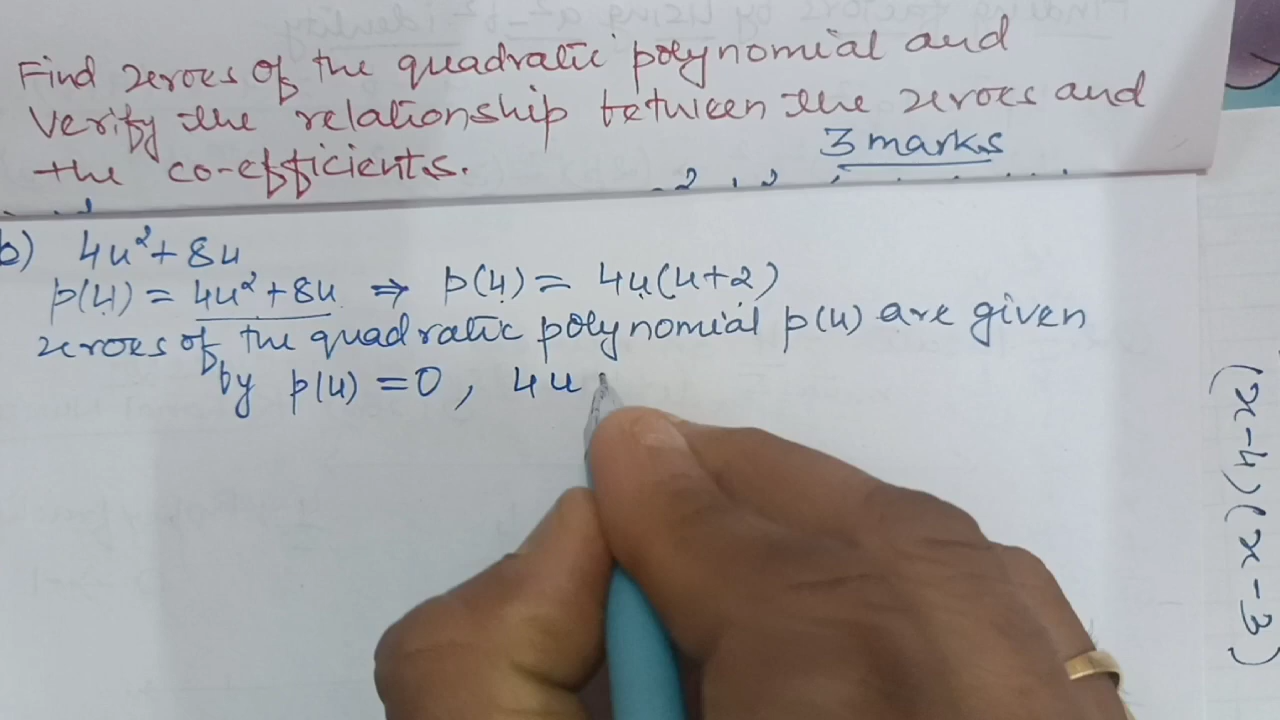 Find zeroes of the quadratic polynomial and
Verify the relationship between the zeroes and
the co-efficients.
3 marks
b) 4u²+8u
p(u) = 4u²+8u ⇒ p(u) = 4u(u+2)
zeroes of the quadratic polynomial p(u) are given
by p(u) = 0, 4u
(x-4)(x-3)